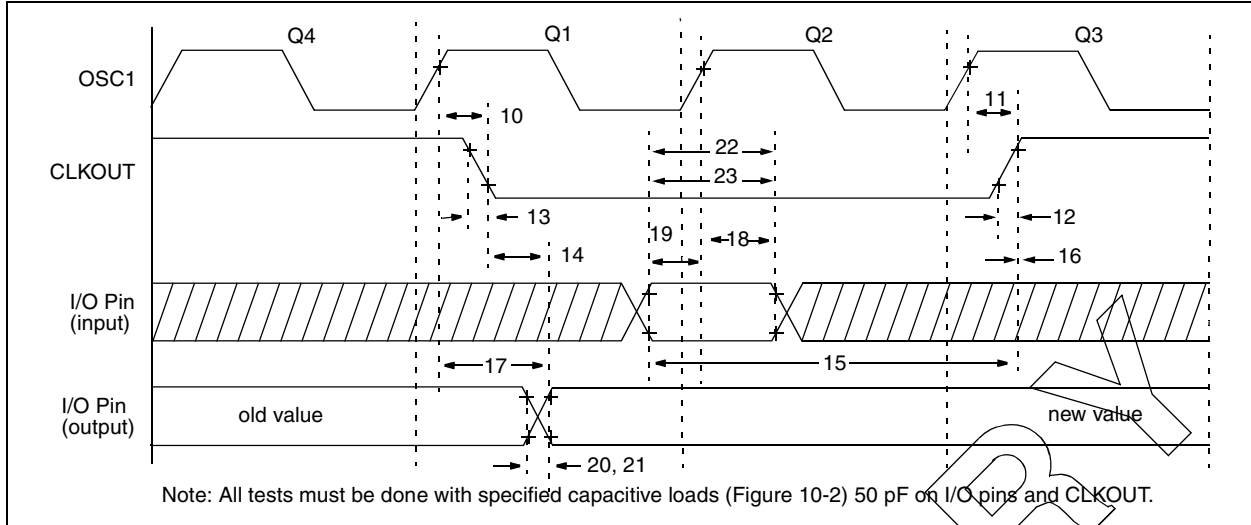 Q4
Q1
Q2
Q3
OSC1
10
11
22
CLKOUT
23
13
12
19
18
14
16
I/O Pin
(input)
17
15
I/O Pin
(output)
old value
new value
20, 21
Note: All tests must be done with specified capacitive loads (Figure 10-2) 50 pF on I/O pins and CLKOUT.
R Y